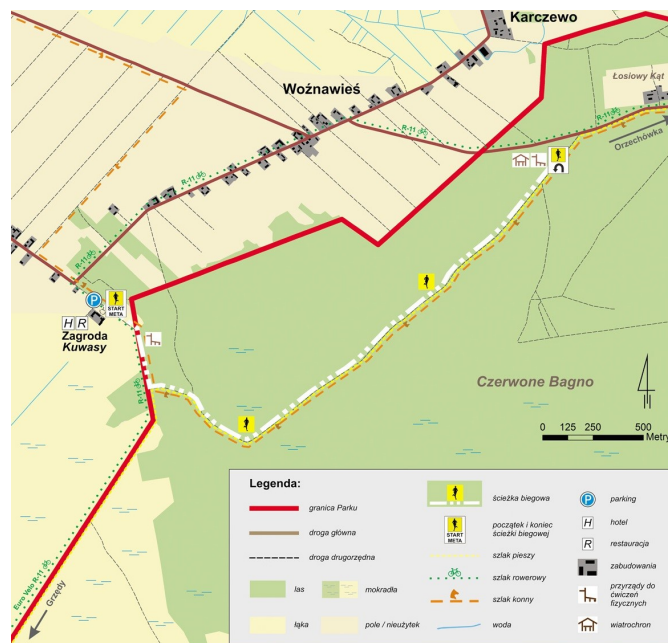 Karczewo
Łosiowy Kąt
Woźnawieś
R-11
Orzechówka
R-11
R-11
P
START
META
H R
Zagroda
Kuwasy
R-11
Czerwone Bagno
0 125 250 500
Metry
Euro Velo R-11
Grzędy
Legenda:
granica Parku
droga główna
droga drugorzędna
las
mokradła
łąka
pole / nieużytek
ścieżka biegowa
START
META
początek i koniec
ścieżki biegowej
szlak pieszy
szlak rowerowy
szlak konny
woda
P
parking
H
hotel
R
restauracja
zabudowania
przyrządy do
ćwiczeń
fizycznych
wiatrochron